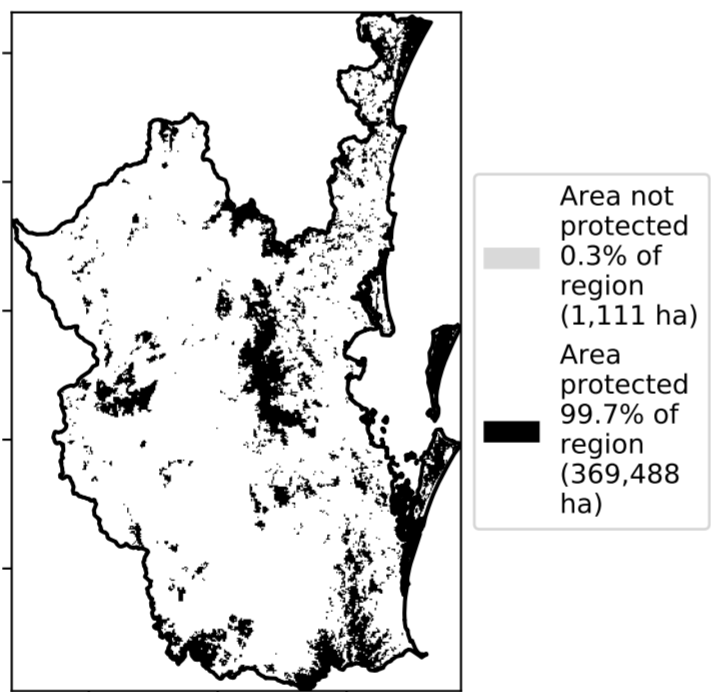 Area not
protected
0.3% of
region
(1,111 ha)
Area
protected
99.7% of
region
(369,488
ha)